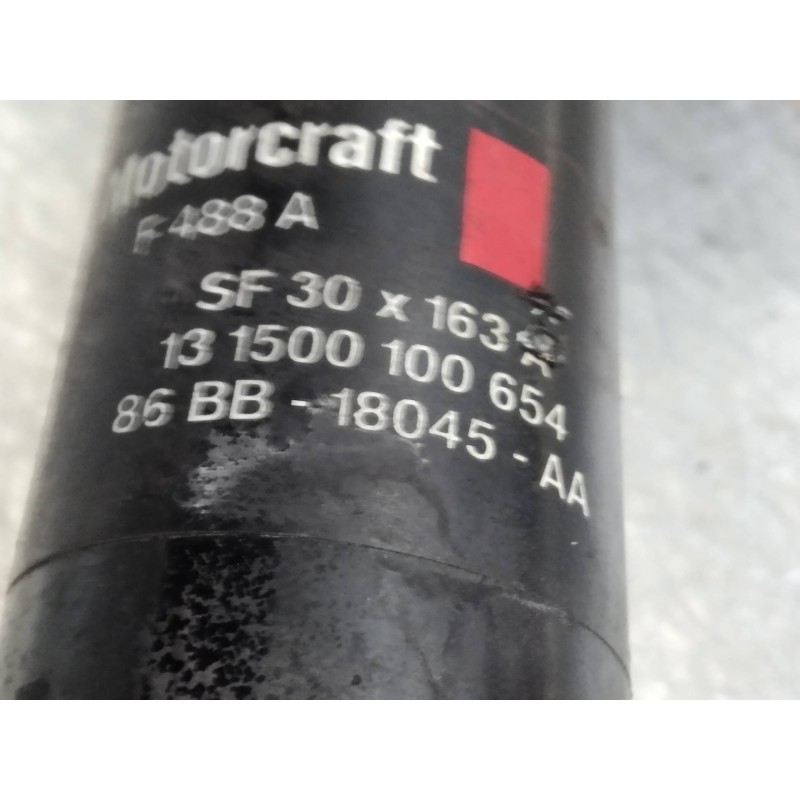 Motorcraft
F 488 A
SF 30 x 163
13 1500 100 654
86 BB - 18045 - AA